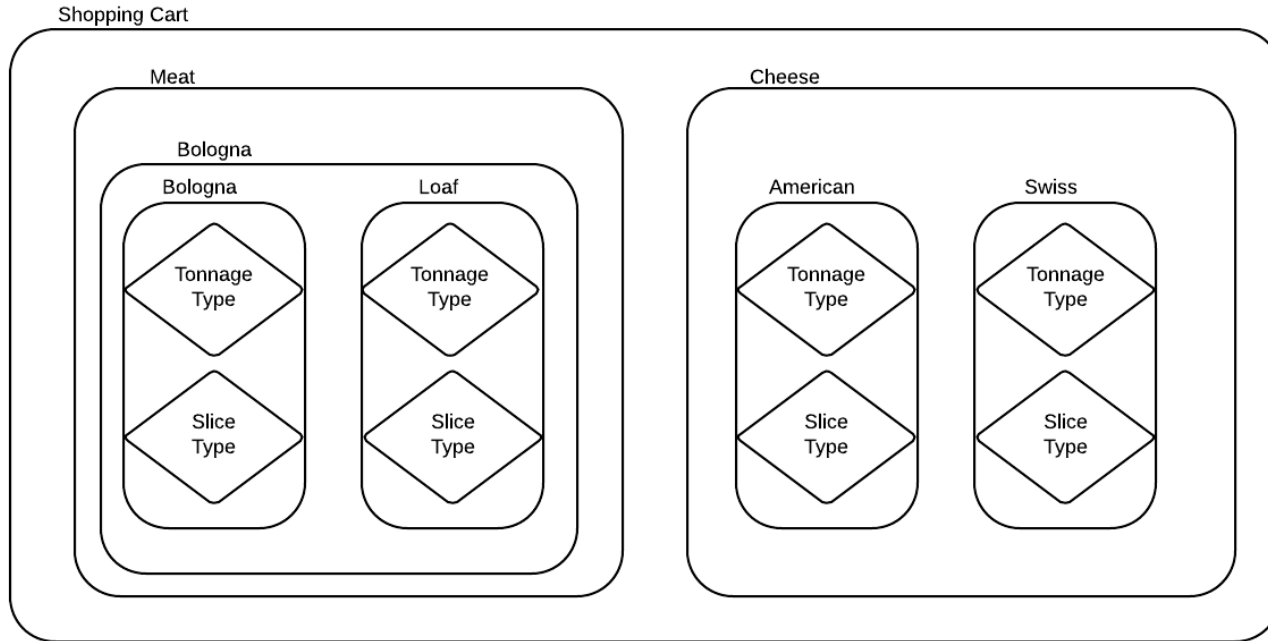 Shopping Cart
Meat
Cheese
Bologna
Bologna
Loaf
American
Swiss
Tonnage
Type
Tonnage
Type
Tonnage
Type
Tonnage
Type
Slice
Type
Slice
Type
Slice
Type
Slice
Type